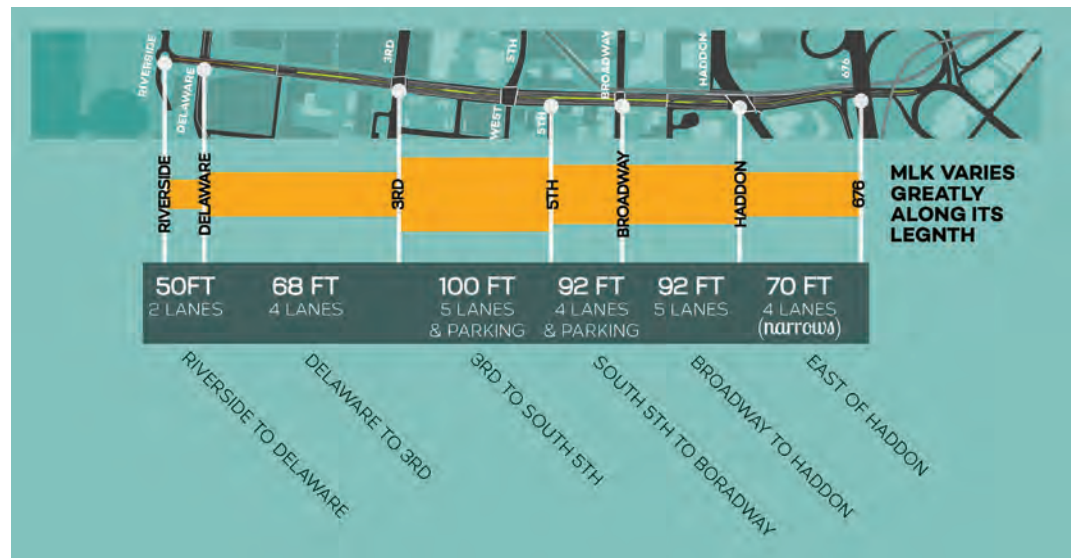 RIVERSIDE
DELAWARE
3RD
5TH
WEST
5TH
BROADWAY
HADDON
676
RIVERSIDE
DELAWARE
3RD
5TH
BROADWAY
HADDON
676
MLK VARIES
GREATLY
ALONG ITS
LEGNTH
50FT
2 LANES
68 FT
4 LANES
100 FT
5 LANES
& PARKING
92 FT
4 LANES
& PARKING
92 FT
5 LANES
70 FT
4 LANES
(narrows)
RIVERSIDE TO DELAWARE
DELAWARE TO 3RD
3RD TO SOUTH 5TH
SOUTH 5TH TO BORADWAY
BROADWAY TO HADDON
EAST OF HADDON